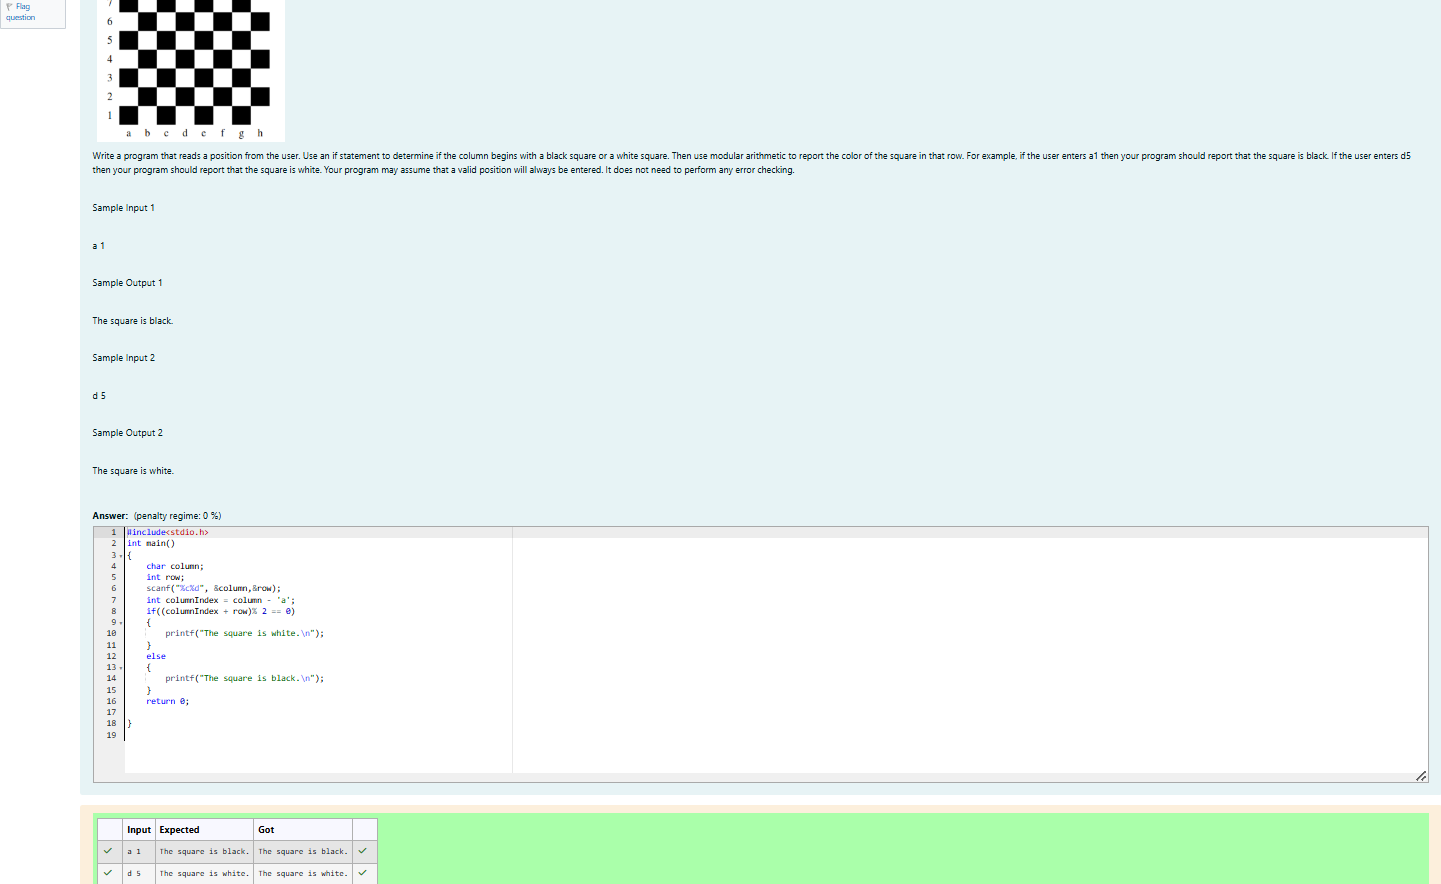 Flag
question
7
6
5
4
3
2
1
a b c d e f g h
Write a program that reads a position from the user. Use an if statement to determine if the column begins with a black square or a white square. Then use modular arithmetic to report the color of the square in that row. For example, if the user enters a1 then your program should report that the square is black. If the user enters d5
then your program should report that the square is white. Your program may assume that a valid position will always be entered. It does not need to perform any error checking.
Sample Input 1
a 1
Sample Output 1
The square is black.
Sample Input 2
d 5
Sample Output 2
The square is white.
Answer: (penalty regime: 0 %)
1 #include<stdio.h>
2 int main()
3 {
4 char column;
5 int row;
6 scanf("%c%d", &column,&row);
7 int columnIndex = column - 'a';
8 if((columnIndex + row)% 2 == 0)
9 {
10 printf("The square is white.\n");
11 }
12 else
13 {
14 printf("The square is black.\n");
15 }
16 return 0;
17
18 }
19
Input Expected Got
a 1 The square is black. The square is black.
d 5 The square is white. The square is white.